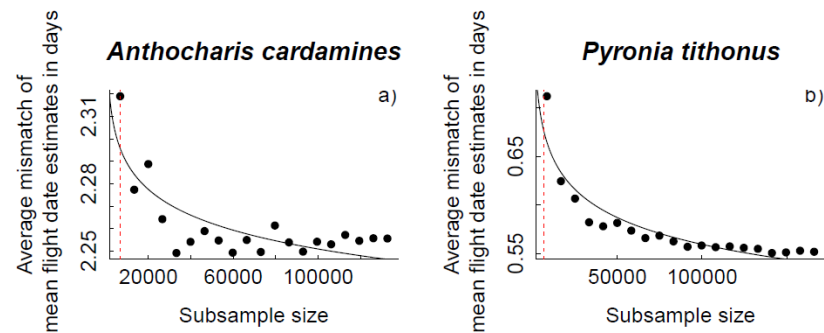 Anthocharis cardamines
Average mismatch of
mean flight date estimates in days
2.31
2.28
2.25
a)
20000 60000 100000
Subsample size
Pyronia tithonus
Average mismatch of
mean flight date estimates in days
0.65
0.55
b)
50000 100000
Subsample size